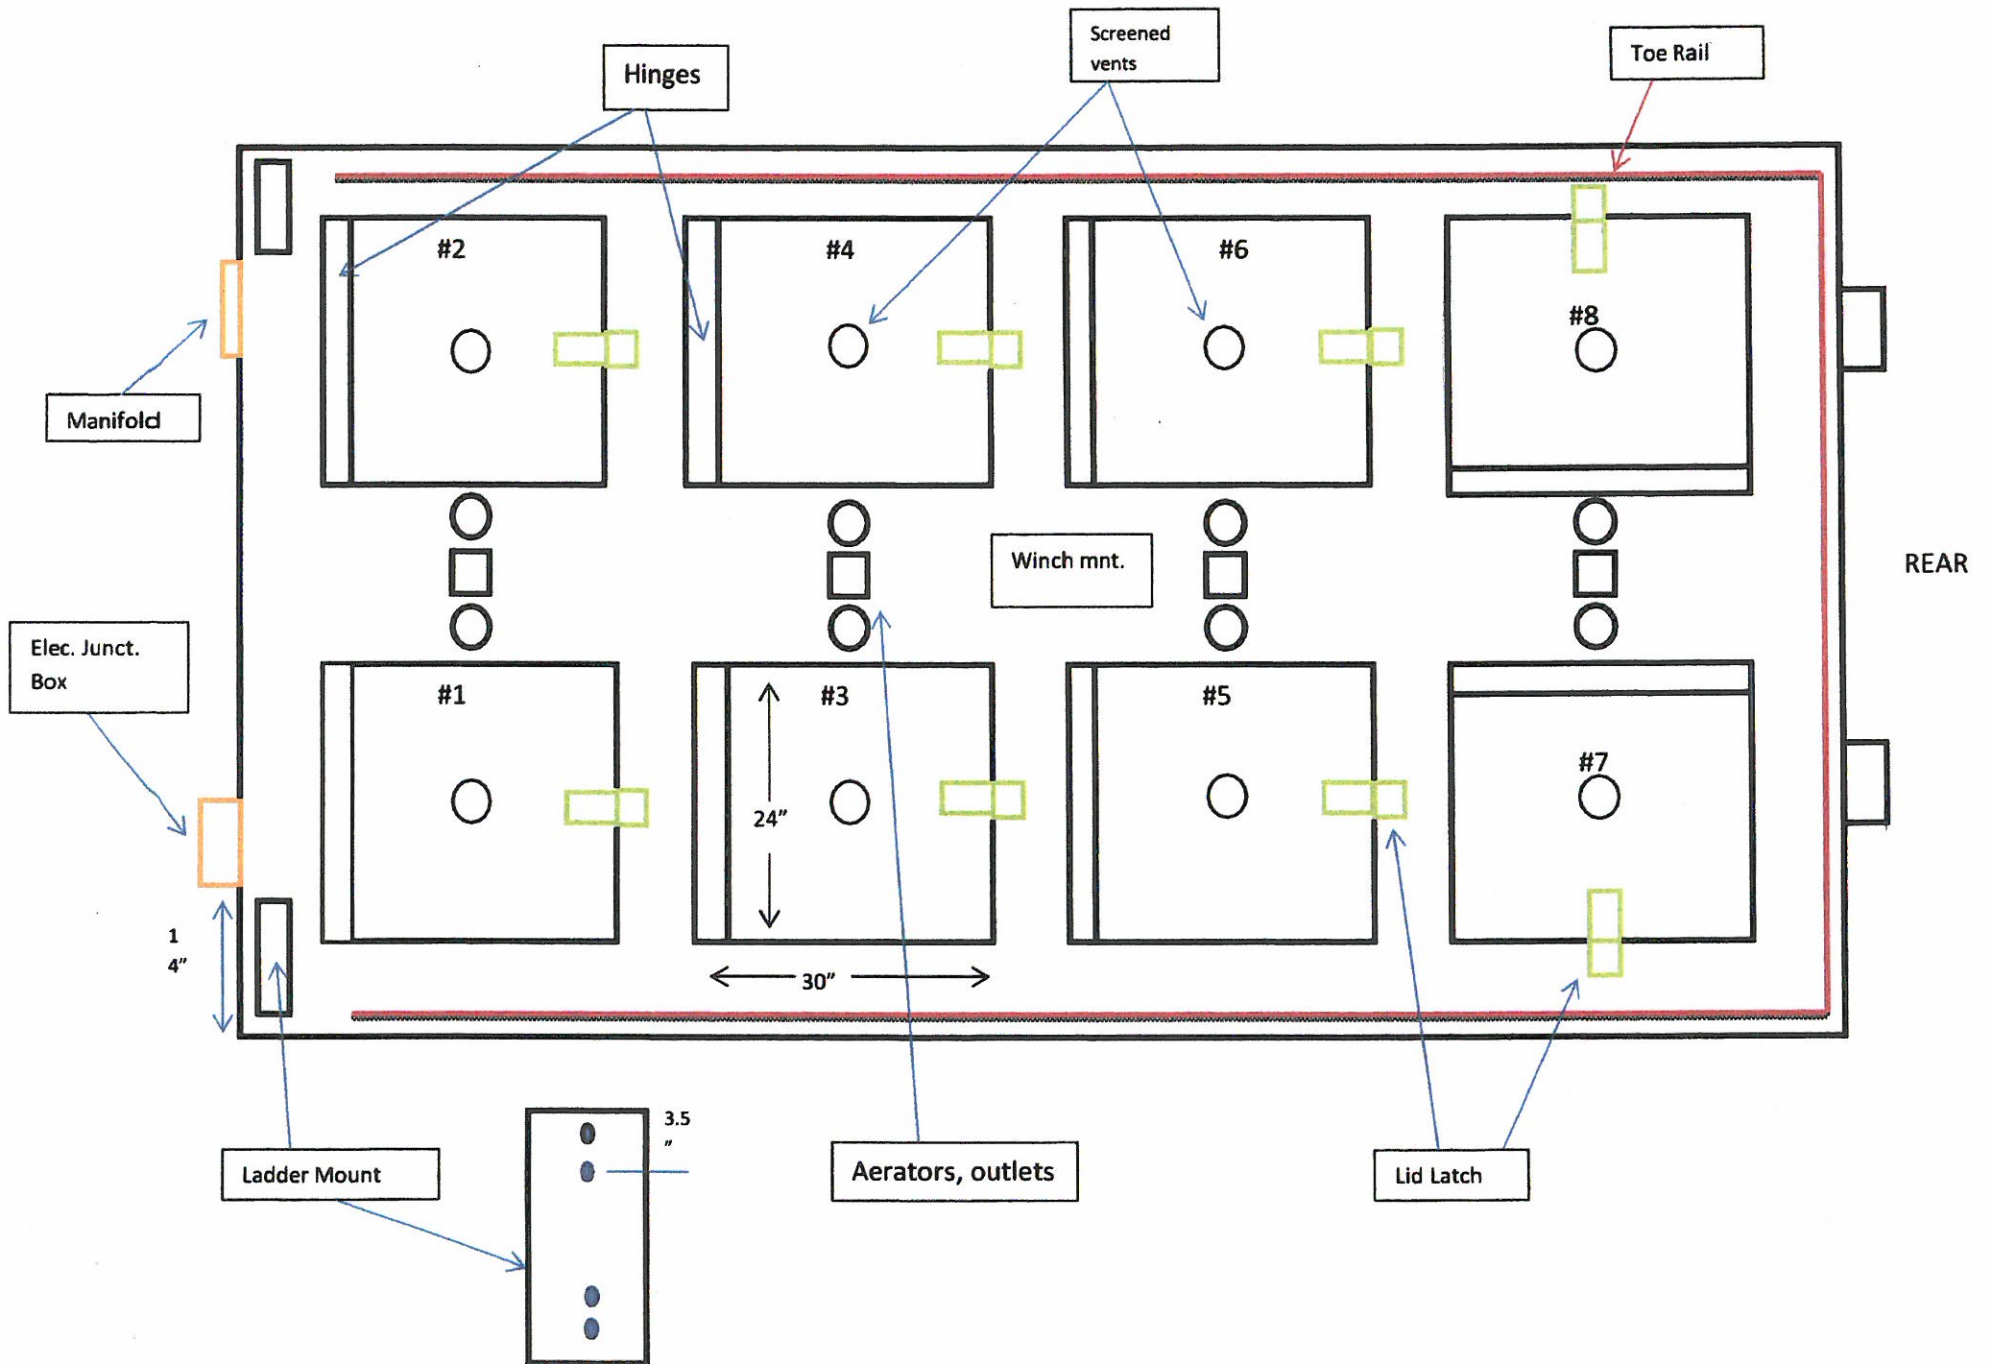 Screened
vents
Toe Rail
Hinges
#2
#4
#6
#8
Manifold
Winch mnt.
REAR
Elec. Junct.
Box
#1
#3
#5
#7
24"
1
4"
30"
3.5
"
Ladder Mount
Aerators, outlets
Lid Latch